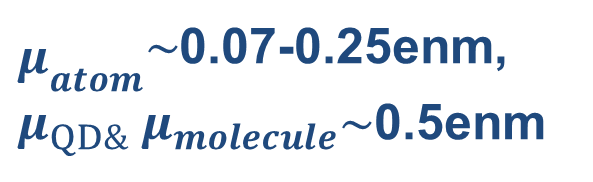 μatom~0.07-0.25enm,
μQD& μmolecule~0.5enm